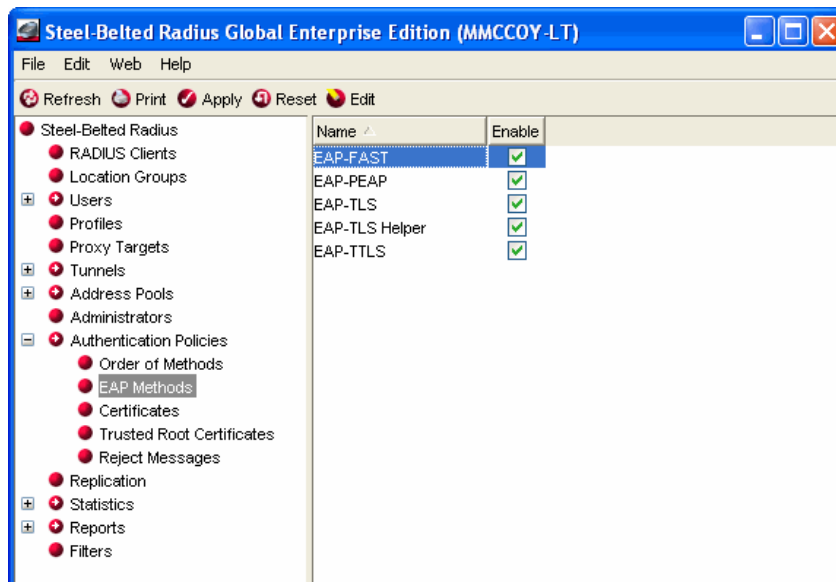 Steel-Belted Radius Global Enterprise Edition (MMCCOY-LT)
File Edit Web Help
Refresh Print Apply Reset Edit
Steel-Belted Radius
RADIUS Clients
Location Groups
Users
Profiles
Proxy Targets
Tunnels
Address Pools
Administrators
Authentication Policies
Order of Methods
EAP Methods
Certificates
Trusted Root Certificates
Reject Messages
Replication
Statistics
Reports
Filters
Name Enable
EAP-FAST
EAP-PEAP
EAP-TLS
EAP-TLS Helper
EAP-TTLS